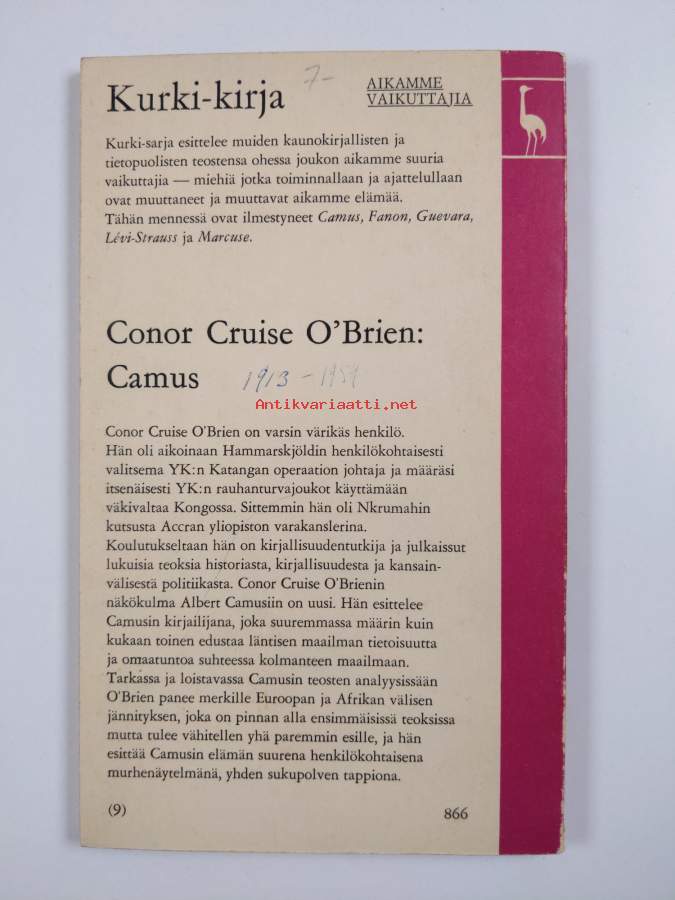 7-
Kurki-kirja
AIKAMME
VAIKUTTAJIA
Kurki-sarja esittelee muiden kaunokirjallisten ja
tietopuolisten teostensa ohessa joukon aikamme suuria
vaikuttajia — miehiä jotka toiminnallaan ja ajattelullaan
ovat muuttaneet ja muuttavat aikamme elämää.
Tähän mennessä ovat ilmestyneet Camus, Fanon, Guevara,
Lévi-Strauss ja Marcuse.
Conor Cruise O'Brien:
Camus 1913 - 1959
Antikvariaatti.net
Conor Cruise O'Brien on varsin värikäs henkilö.
Hän oli aikoinaan Hammarskjöldin henkilökohtaisesti
valitsema YK:n Katangan operaation johtaja ja määräsi
itsenäisesti YK:n rauhanturvajoukot käyttämään
väkivaltaa Kongossa. Sittemmin hän oli Nkrumahin
kutsusta Accran yliopiston varakanslerina.
Koulutukseltaan hän on kirjallisuudentutkija ja julkaissut
lukuisia teoksia historiasta, kirjallisuudesta ja kansain-
välisestä politiikasta. Conor Cruise O'Brienin
näkökulma Albert Camusiin on uusi. Hän esittelee
Camusin kirjailijana, joka suuremmassa määrin kuin
kukaan toinen edustaa läntisen maailman tietoisuutta
ja omaatuntoa suhteessa kolmanteen maailmaan.
Tarkassa ja loistavassa Camusin teosten analyysissään
O'Brien panee merkille Euroopan ja Afrikan välisen
jännityksen, joka on pinnan alla ensimmäisissä teoksissa
mutta tulee vähitellen yhä paremmin esille, ja hän
esittää Camusin elämän suurena henkilökohtaisena
murhenäytelmänä, yhden sukupolven tappiona.
(9) 866